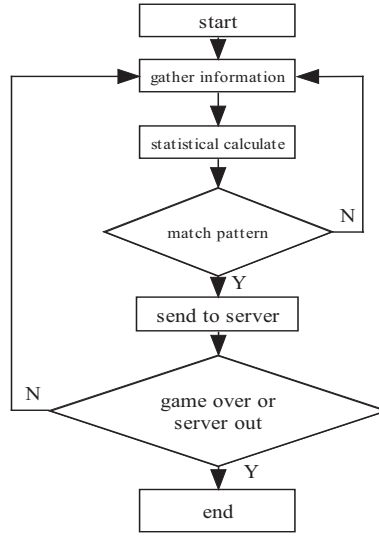 start
gather information
statistical calculate
match pattern
N
Y
send to server
N
game over or
server out
Y
end